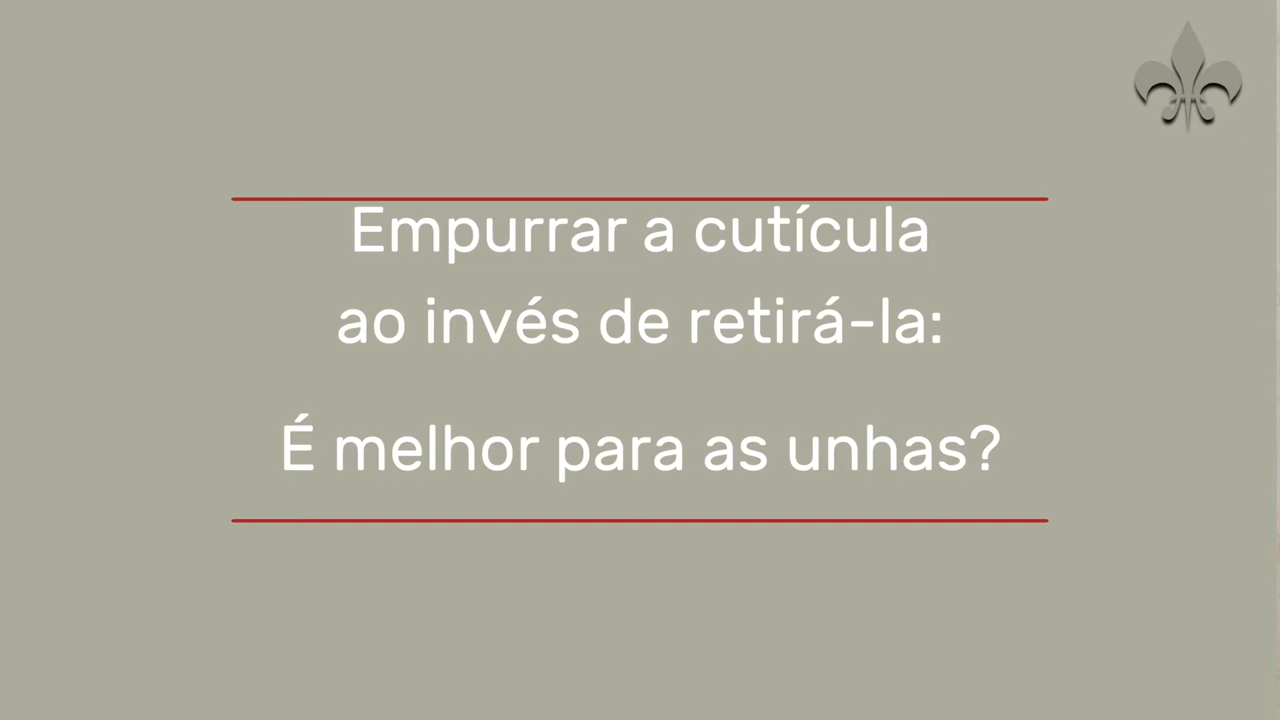 Empurrar a cutícula
ao invés de retirá-la:
É melhor para as unhas?